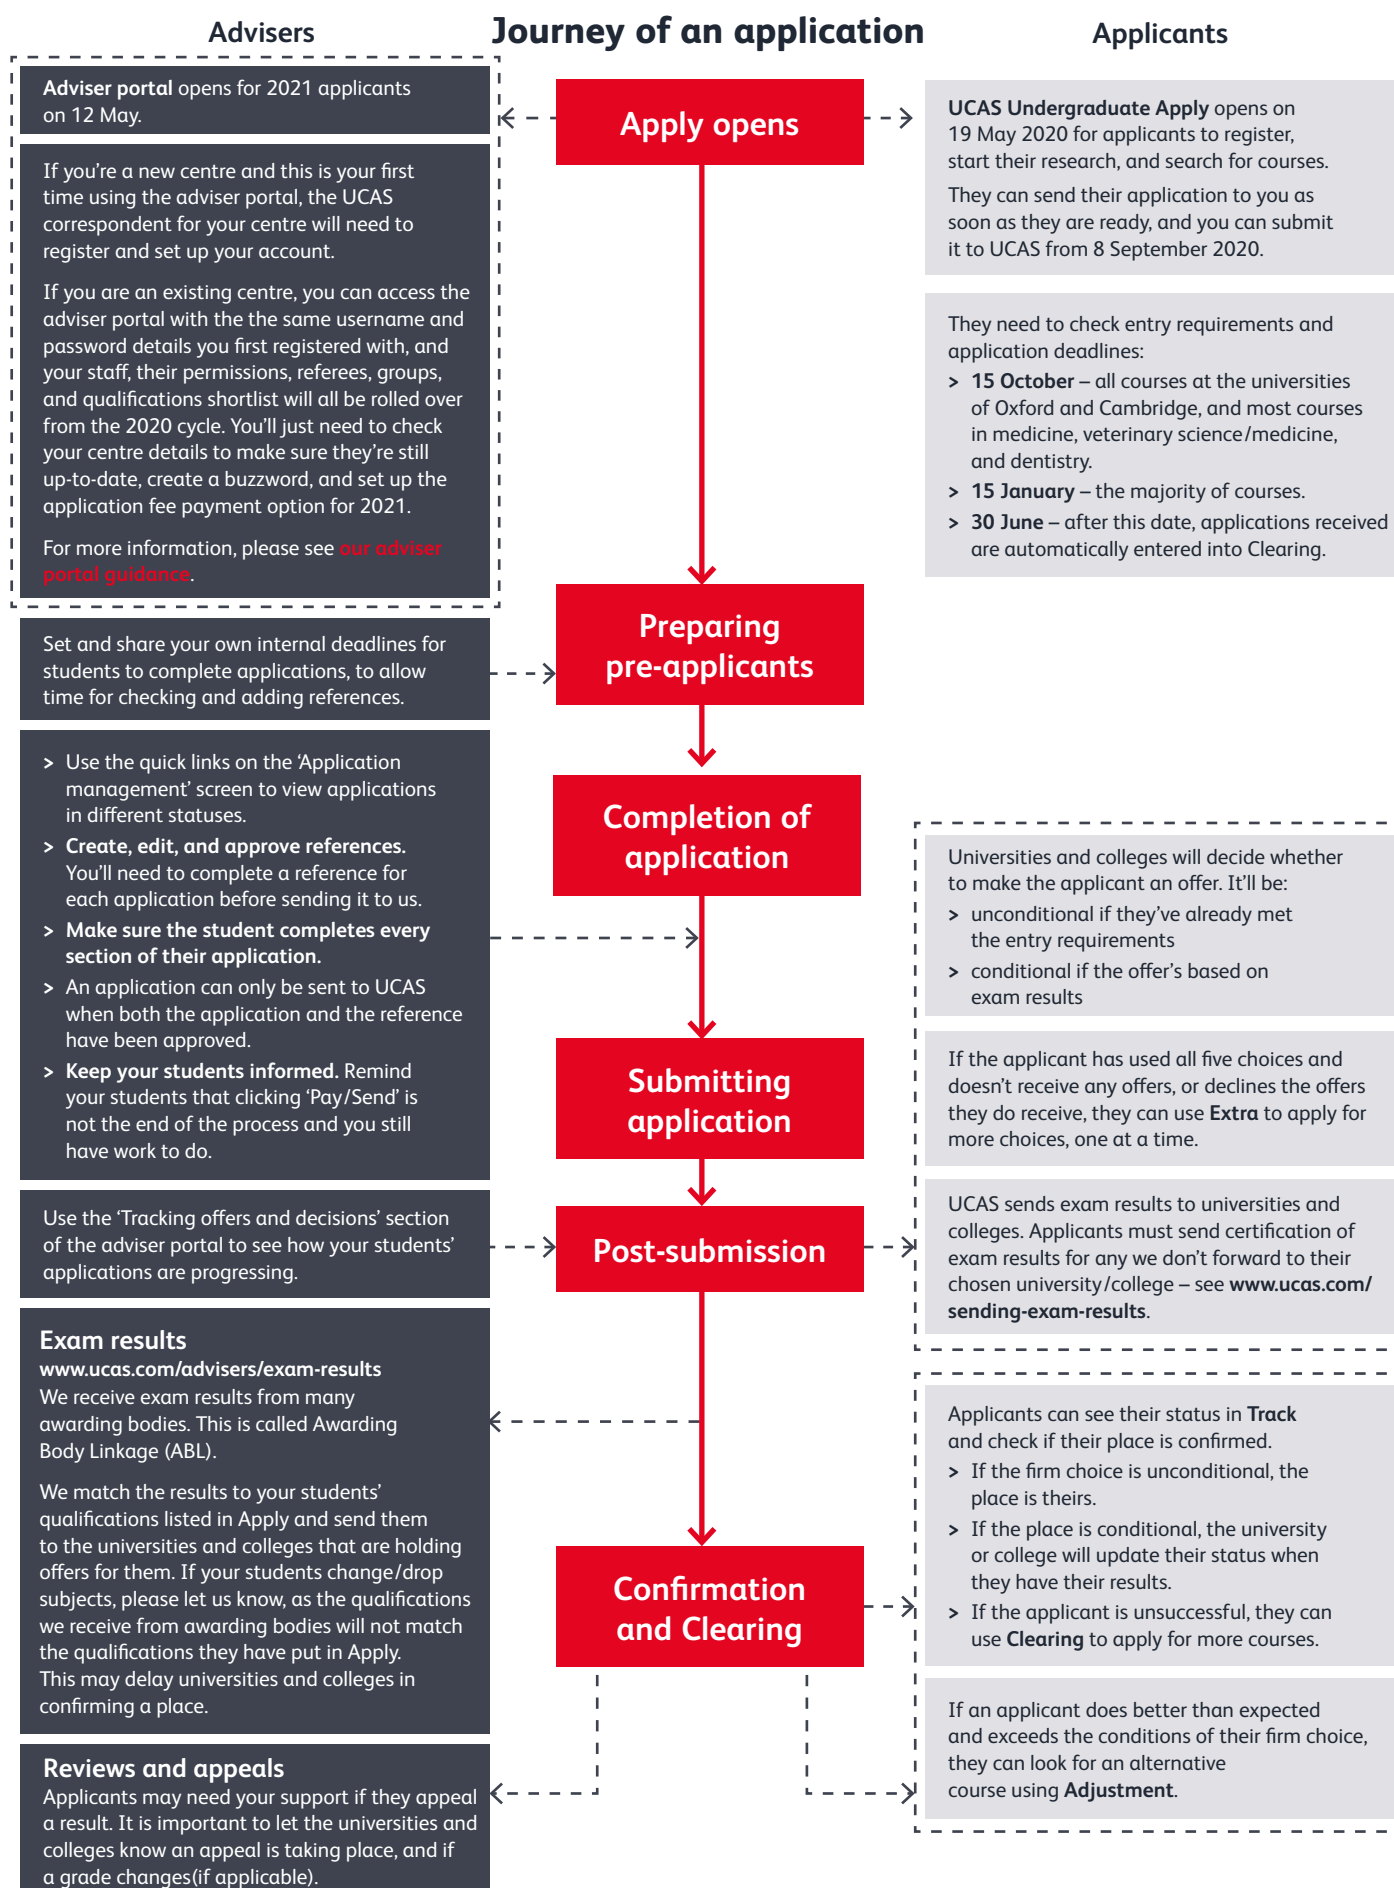 Advisers
Journey of an application
Applicants
Adviser portal opens for 2021 applicants
on 12 May.
If you're a new centre and this is your first
time using the adviser portal, the UCAS
correspondent for your centre will need to
register and set up your account.
If you are an existing centre, you can access the
adviser portal with the the same username and
password details you first registered with, and
your staff, their permissions, referees, groups,
and qualifications shortlist will all be rolled over
from the 2020 cycle. You'll just need to check
your centre details to make sure they're still
up-to-date, create a buzzword, and set up the
application fee payment option for 2021.
For more information, please see our adviser
portal guidance.
Set and share your own internal deadlines for
students to complete applications, to allow
time for checking and adding references.
> Use the quick links on the ‘Application
management’ screen to view applications
in different statuses.
> Create, edit, and approve references.
You'll need to complete a reference for
each application before sending it to us.
> Make sure the student completes every
section of their application.
> An application can only be sent to UCAS
when both the application and the reference
have been approved.
> Keep your students informed. Remind
your students that clicking ‘Pay/Send’ is
not the end of the process and you still
have work to do.
Use the ‘Tracking offers and decisions’ section
of the adviser portal to see how your students’
applications are progressing.
Exam results
www.ucas.com/advisers/exam-results
We receive exam results from many
awarding bodies. This is called Awarding
Body Linkage (ABL).
We match the results to your students’
qualifications listed in Apply and send them
to the universities and colleges that are holding
offers for them. If your students change/drop
subjects, please let us know, as the qualifications
we receive from awarding bodies will not match
the qualifications they have put in Apply.
This may delay universities and colleges in
confirming a place.
Reviews and appeals
Applicants may need your support if they appeal
a result. It is important to let the universities and
colleges know an appeal is taking place, and if
a grade changes(if applicable).
Apply opens
Preparing
pre-applicants
Completion of
application
Submitting
application
Post-submission
Confirmation
and Clearing
UCAS Undergraduate Apply opens on
19 May 2020 for applicants to register,
start their research, and search for courses.
They can send their application to you as
soon as they are ready, and you can submit
it to UCAS from 8 September 2020.
They need to check entry requirements and
application deadlines:
> 15 October – all courses at the universities
of Oxford and Cambridge, and most courses
in medicine, veterinary science/medicine,
and dentistry.
> 15 January – the majority of courses.
> 30 June – after this date, applications received
are automatically entered into Clearing.
Universities and colleges will decide whether
to make the applicant an offer. It'll be:
> unconditional if they've already met
the entry requirements
> conditional if the offer's based on
exam results
If the applicant has used all five choices and
doesn't receive any offers, or declines the offers
they do receive, they can use Extra to apply for
more choices, one at a time.
UCAS sends exam results to universities and
colleges. Applicants must send certification of
exam results for any we don't forward to their
chosen university/college – see www.ucas.com/
sending-exam-results.
Applicants can see their status in Track
and check if their place is confirmed.
> If the firm choice is unconditional, the
place is theirs.
> If the place is conditional, the university
or college will update their status when
they have their results.
> If the applicant is unsuccessful, they can
use Clearing to apply for more courses.
If an applicant does better than expected
and exceeds the conditions of their firm choice,
they can look for an alternative
course using Adjustment.